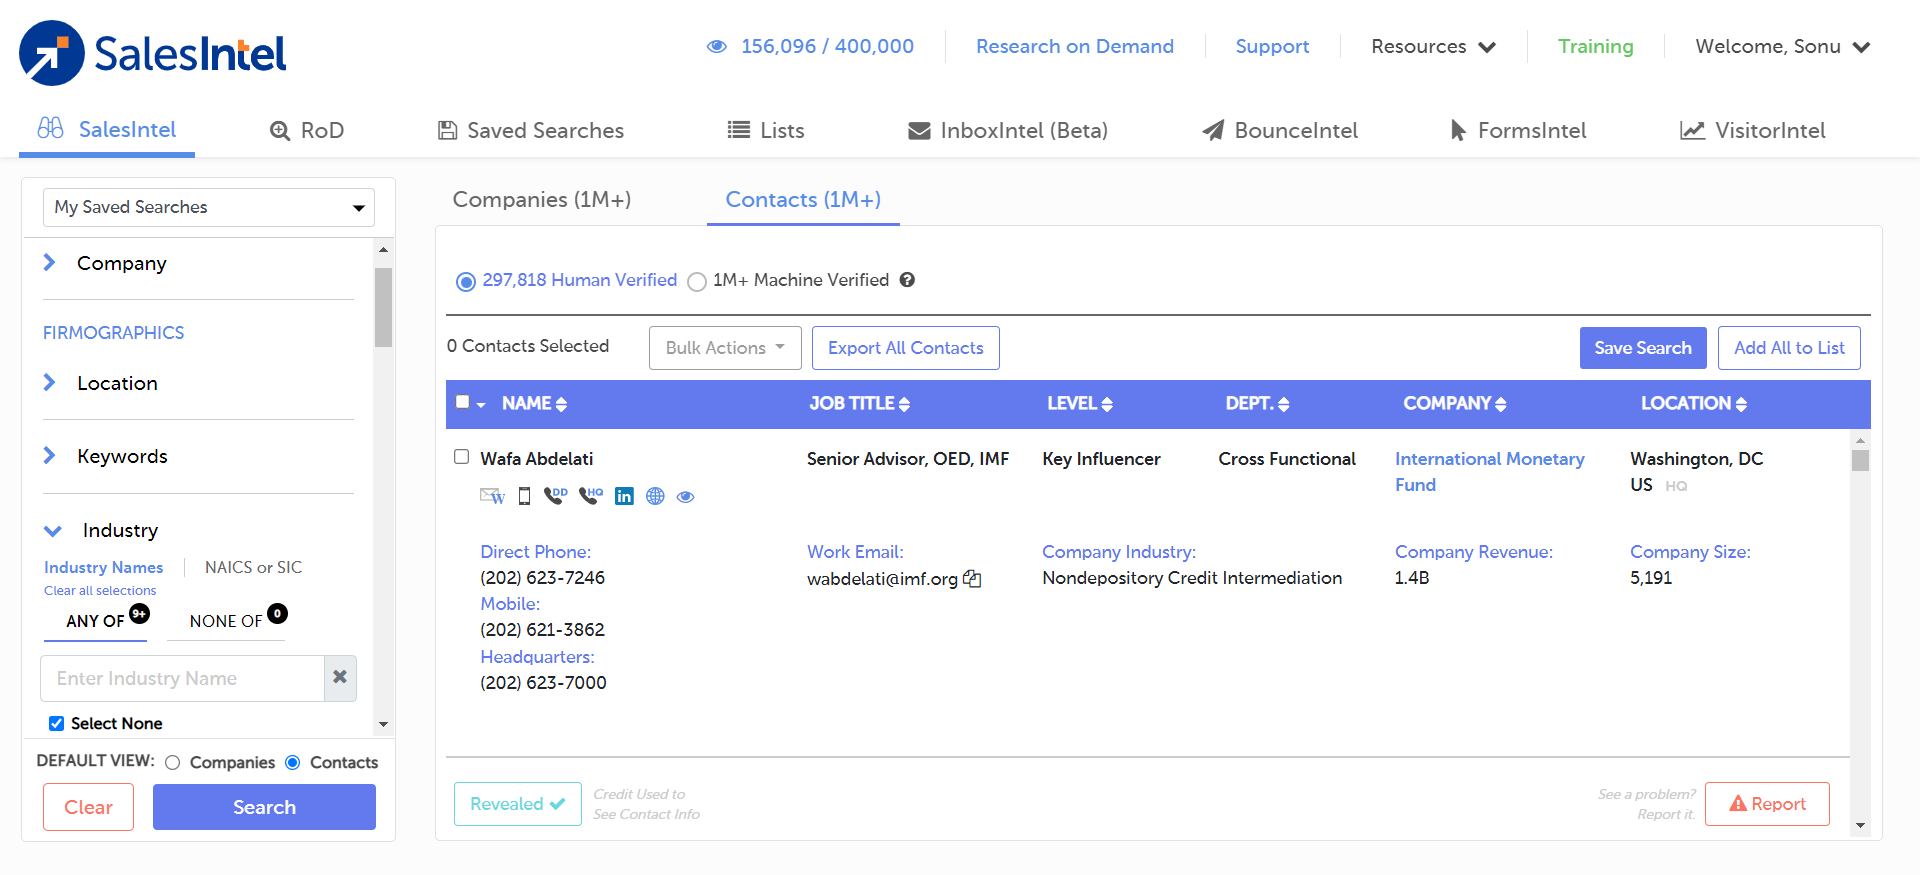 SalesIntel
156,096 / 400,000
Research on Demand
Support
Resources
Training
Welcome, Sonu
SalesIntel
RoD
Saved Searches
Lists
InboxIntel (Beta)
BounceIntel
FormsIntel
VisitorIntel
My Saved Searches
Company
FIRMOGRAPHICS
Location
Keywords
Industry
Industry Names
NAICS or SIC
Clear all selections
ANY OF 9+
NONE OF 0
Enter Industry Name
Select None
DEFAULT VIEW: Companies Contacts
Clear
Search
Companies (1M+)
Contacts (1M+)
297,818 Human Verified
1M+ Machine Verified ?
0 Contacts Selected
Bulk Actions
Export All Contacts
Save Search
Add All to List
NAME
JOB TITLE
LEVEL
DEPT.
COMPANY
LOCATION
Wafa Abdelati
W
DD
HQ
in
Senior Advisor, OED, IMF
Key Influencer
Cross Functional
International Monetary
Fund
Washington, DC
US HQ
Direct Phone:
(202) 623-7246
Mobile:
(202) 621-3862
Headquarters:
(202) 623-7000
Work Email:
wabdelati@imf.org
Company Industry:
Nondepository Credit Intermediation
Company Revenue:
1.4B
Company Size:
5,191
Revealed
Credit Used to
See Contact Info
See a problem?
Report it.
Report